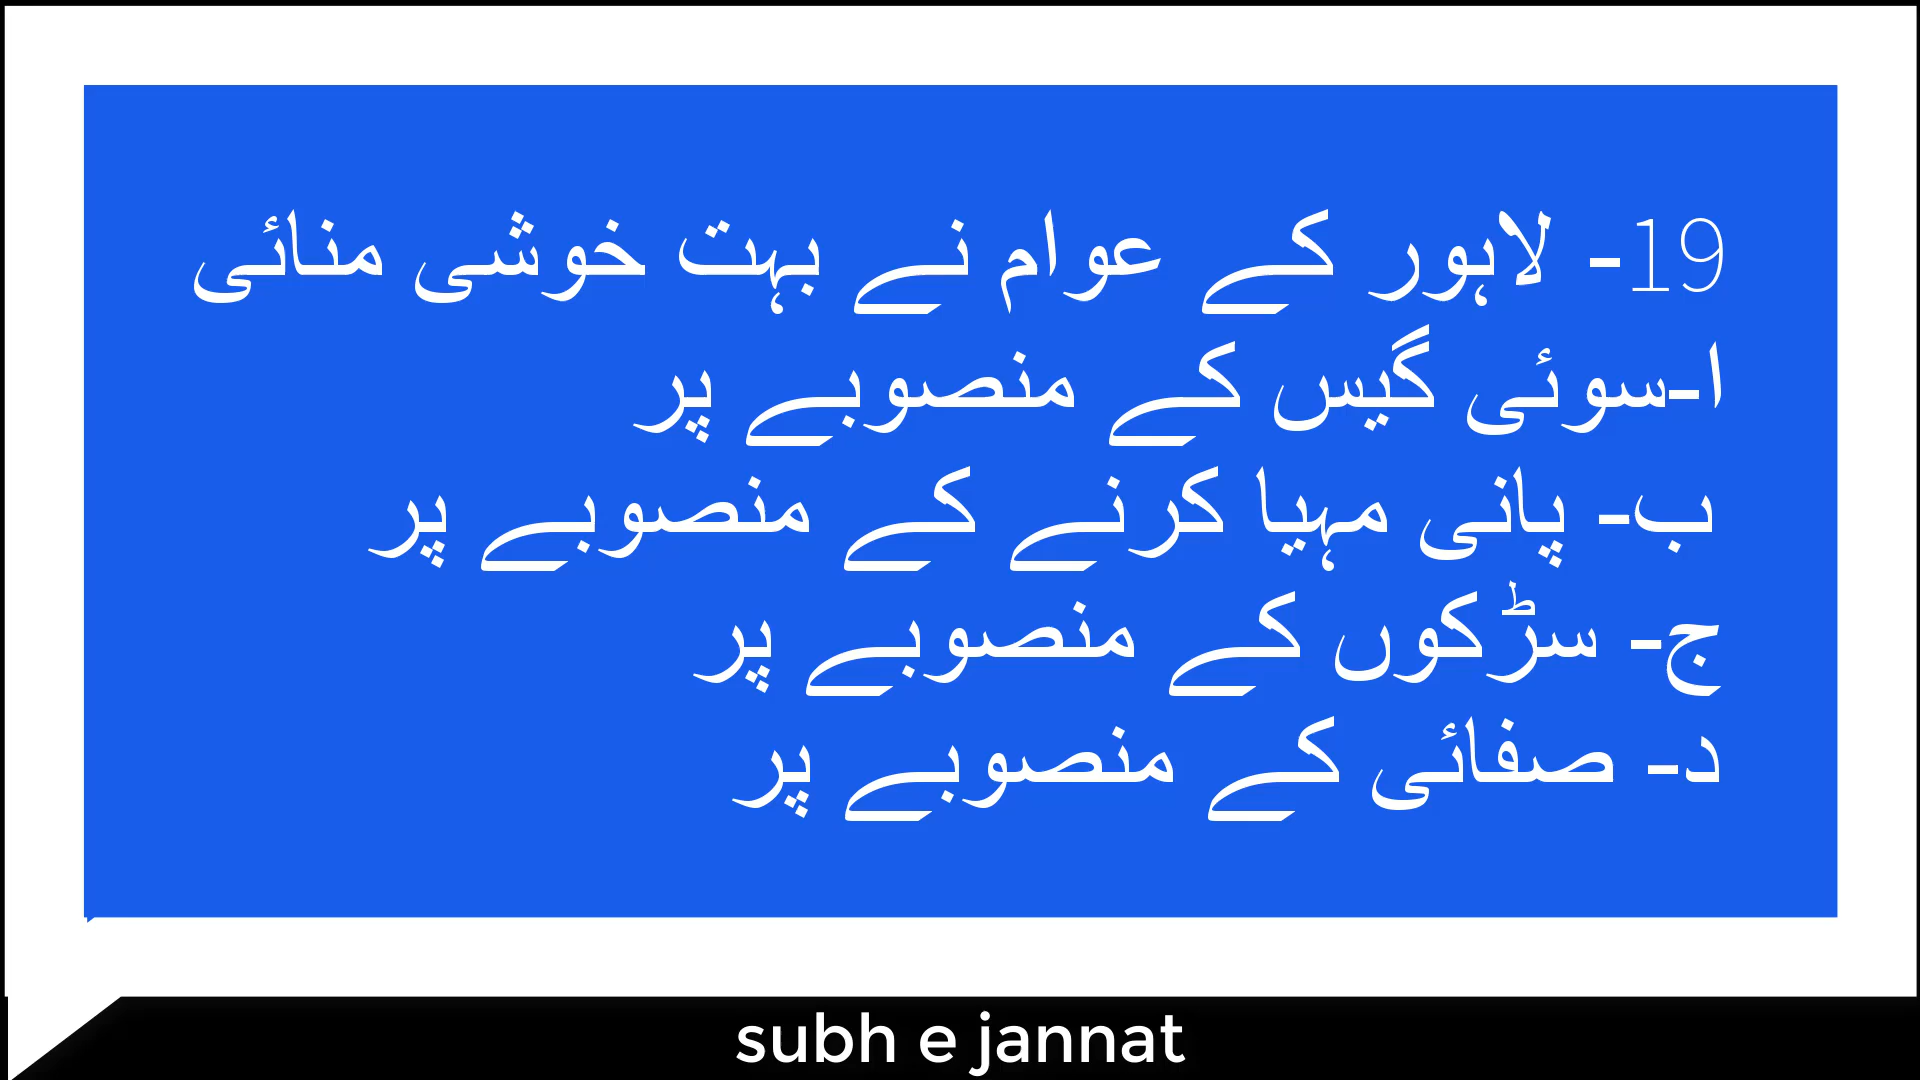 19- لاہور کے عوام نے بہت خوشی منائی
ا-سوئی گیس کے منصوبے پر
ب- پانی مہیا کرنے کے منصوبے پر
ج- سڑکوں کے منصوبے پر
د- صفائی کے منصوبے پر
subh e jannat